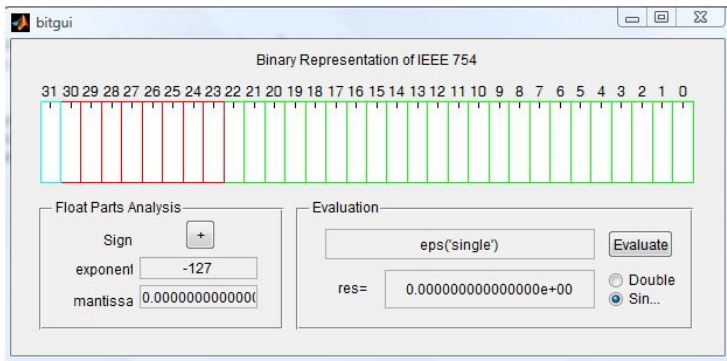 bitgui
Binary Representation of IEEE 754
31 30 29 28 27 26 25 24 23 22 21 20 19 18 17 16 15 14 13 12 11 10 9 8 7 6 5 4 3 2 1 0
Float Parts Analysis
Sign +
exponent -127
mantissa 0.0000000000000(
Evaluation
eps('single') Evaluate
res= 0.000000000000000e+00
Double
Sin...